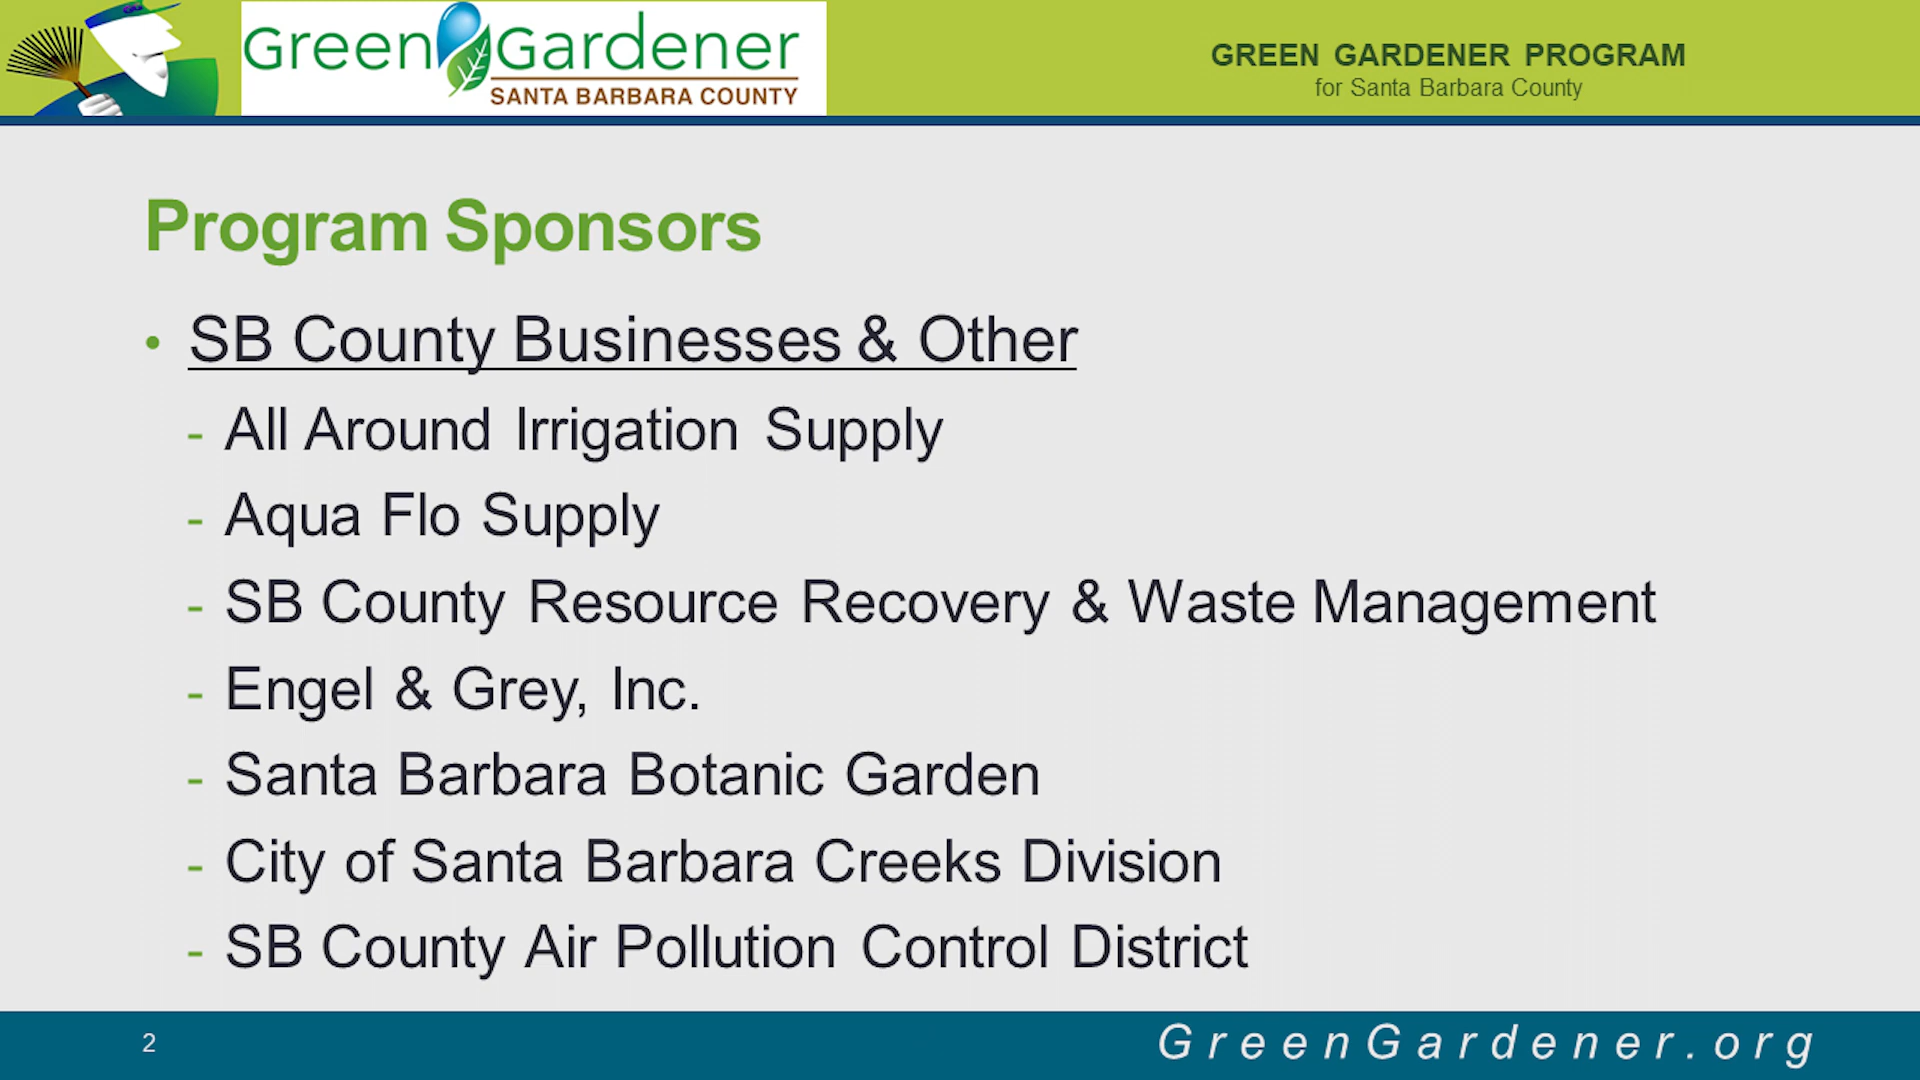 Green Gardener
SANTA BARBARA COUNTY
GREEN GARDENER PROGRAM
for Santa Barbara County
Program Sponsors
• SB County Businesses & Other
- All Around Irrigation Supply
- Aqua Flo Supply
- SB County Resource Recovery & Waste Management
- Engel & Grey, Inc.
- Santa Barbara Botanic Garden
- City of Santa Barbara Creeks Division
- SB County Air Pollution Control District
2
GreenGardener.org